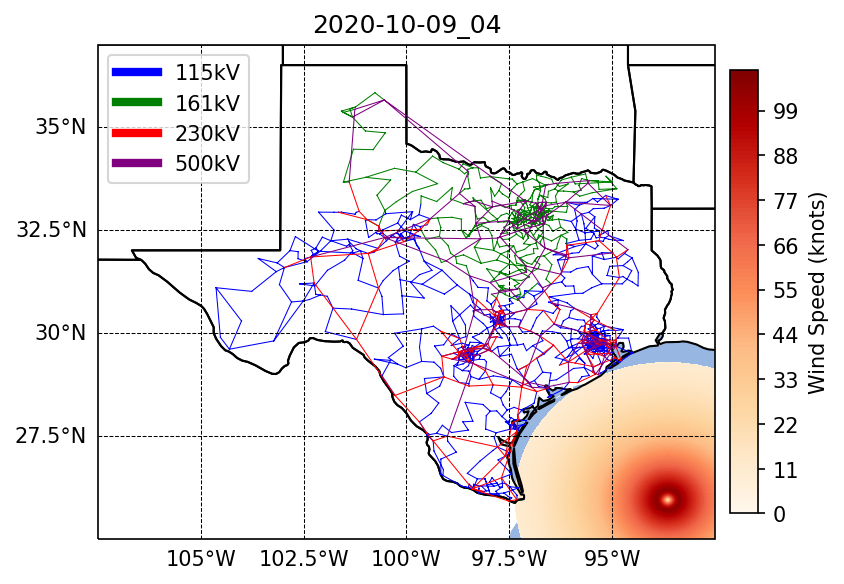 2020-10-09_04
115kV
161kV
230kV
500kV
35°N
32.5°N
30°N
27.5°N
105°W
102.5°W
100°W
97.5°W
95°W
99
88
77
66
55
44
33
22
11
0
Wind Speed (knots)